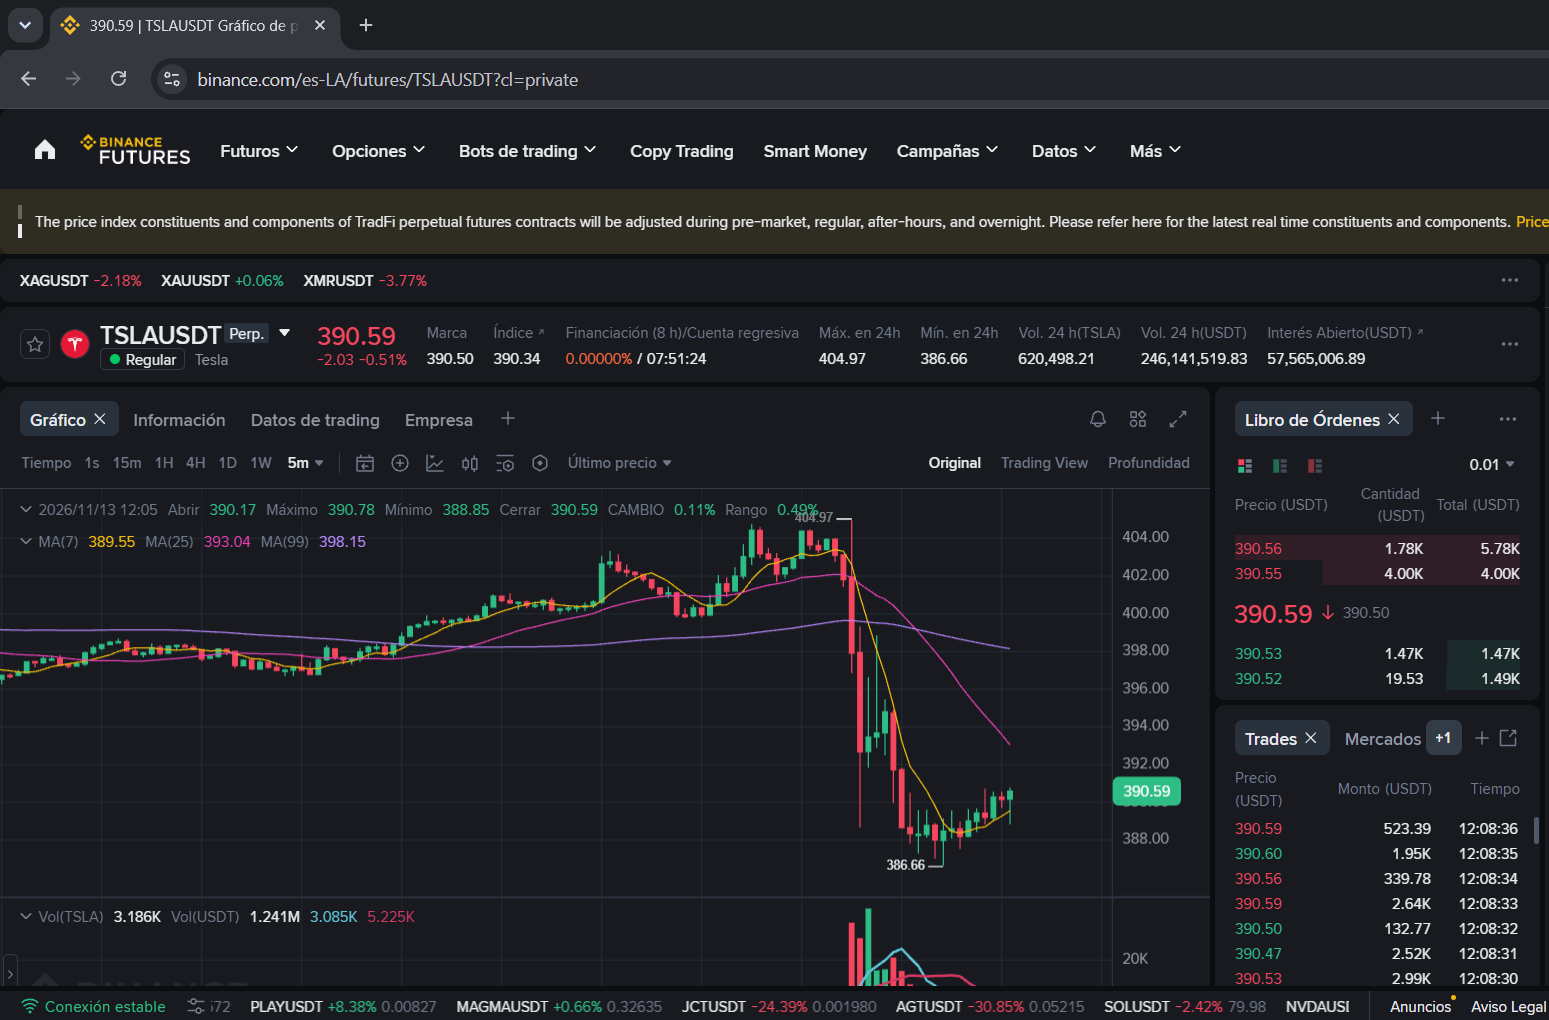 390.59 | TSLAUSDT Gráfico de p
binance.com/es-LA/futures/TSLAUSDT?cl=private
BINANCE FUTURES Futuros Opciones Bots de trading Copy Trading Smart Money Campañas Datos Más
The price index constituents and components of TradFi perpetual futures contracts will be adjusted during pre-market, regular, after-hours, and overnight. Please refer here for the latest real time constituents and components. Price
XAGUSDT -2.18% XAUUSDT +0.06% XMRUSDT -3.77%
TSLAUSDT Perp. 390.59 Marca Índice Financiación (8 h)/Cuenta regresiva Máx. en 24h Mín. en 24h Vol. 24 h(TSLA) Vol. 24 h(USDT) Interés Abierto(USDT)
Regular Tesla -2.03 -0.51% 390.50 390.34 0.00000% / 07:51:24 404.97 386.66 620,498.21 246,141,519.83 57,565,006.89
Gráfico Información Datos de trading Empresa
Tiempo 1s 15m 1H 4H 1D 1W 5m Último precio Original Trading View Profundidad
2026/11/13 12:05 Abrir 390.17 Máximo 390.78 Mínimo 388.85 Cerrar 390.59 CAMBIO 0.11% Rango 0.49%
404.97
MA(7) 389.55 MA(25) 393.04 MA(99) 398.15
404.00
402.00
400.00
398.00
396.00
394.00
392.00
390.59
388.00
386.66
Vol(TSLA) 3.186K Vol(USDT) 1.241M 3.085K 5.225K
20K
Libro de Órdenes
0.01
Precio (USDT) Cantidad (USDT) Total (USDT)
390.56 1.78K 5.78K
390.55 4.00K 4.00K
390.59 390.50
390.53 1.47K 1.47K
390.52 19.53 1.49K
Trades Mercados +1
Precio (USDT) Monto (USDT) Tiempo
390.59 523.39 12:08:36
390.60 1.95K 12:08:35
390.56 339.78 12:08:34
390.59 2.64K 12:08:33
390.50 132.77 12:08:32
390.47 2.52K 12:08:31
390.53 2.99K 12:08:30
Conexión estable PLAYUSDT +8.38% 0.00827 MAGMAUSDT +0.66% 0.32635 JCTUSDT -24.39% 0.001980 AGTUSDT -30.85% 0.05215 SOLUSDT -2.42% 79.98 NVDAUSD Anuncios Aviso Legal